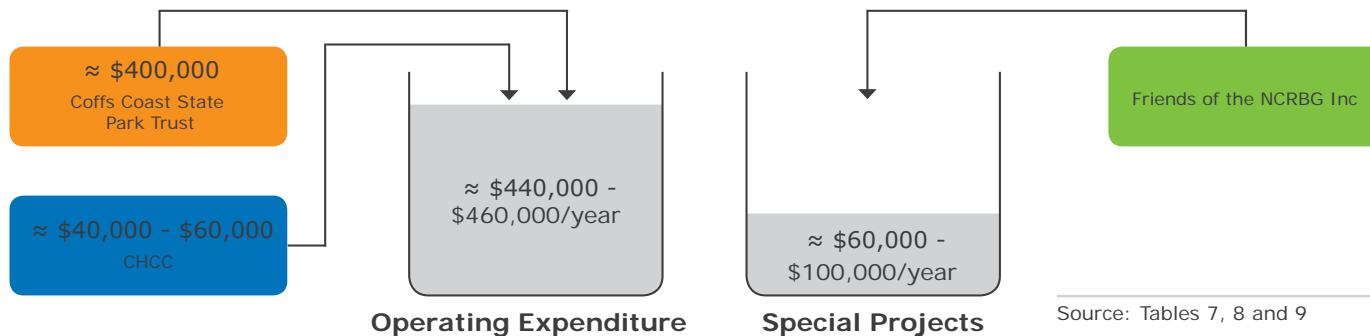 ≈ $400,000
Coffs Coast State
Park Trust
≈ $40,000 - $60,000
CHCC
≈ $440,000 -
$460,000/year
Operating Expenditure
≈ $60,000 -
$100,000/year
Special Projects
Friends of the NCRBG Inc
Source: Tables 7, 8 and 9